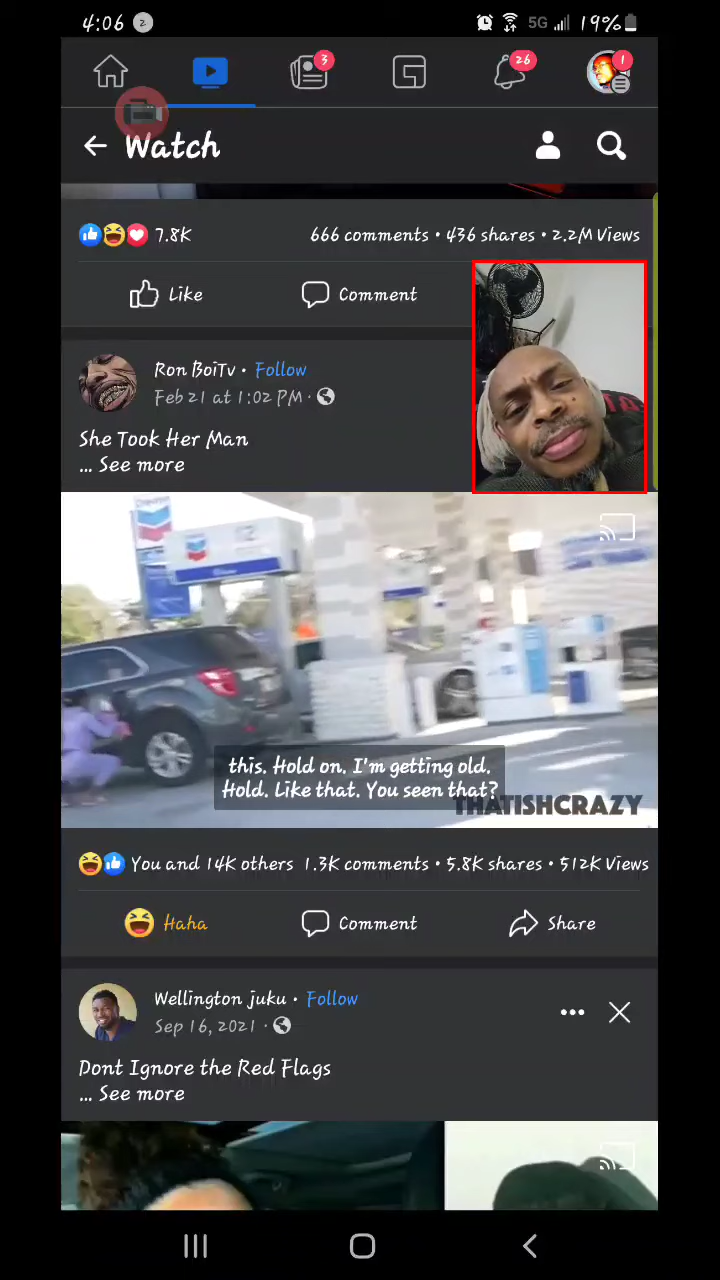 4:06 2 5G 19%
3 26 1
Watch
7.8K 666 comments • 436 shares • 2.2M Views
Like Comment
Ron BoiTv • Follow
Feb 21 at 1:02 PM •
She Took Her Man
... See more
this. Hold on. I'm getting old.
Hold. Like that. You seen that?
THATISHCRAZY
You and 14K others 1.3K comments • 5.8K shares • 512K Views
Haha Comment Share
Wellington juku • Follow
Sep 16, 2021 •
Dont Ignore the Red Flags
... See more